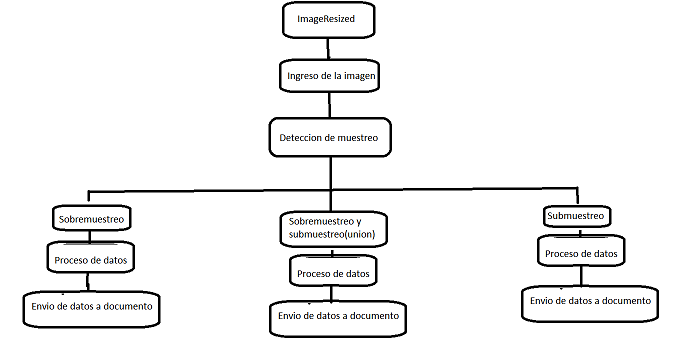 ImageResized
Ingreso de la imagen
Deteccion de muestreo
Sobremuestreo
Proceso de datos
Envio de datos a documento
Sobremuestreo y
submuestreo(union)
Proceso de datos
Envio de datos a documento
Submuestreo
Proceso de datos
Envio de datos a documento